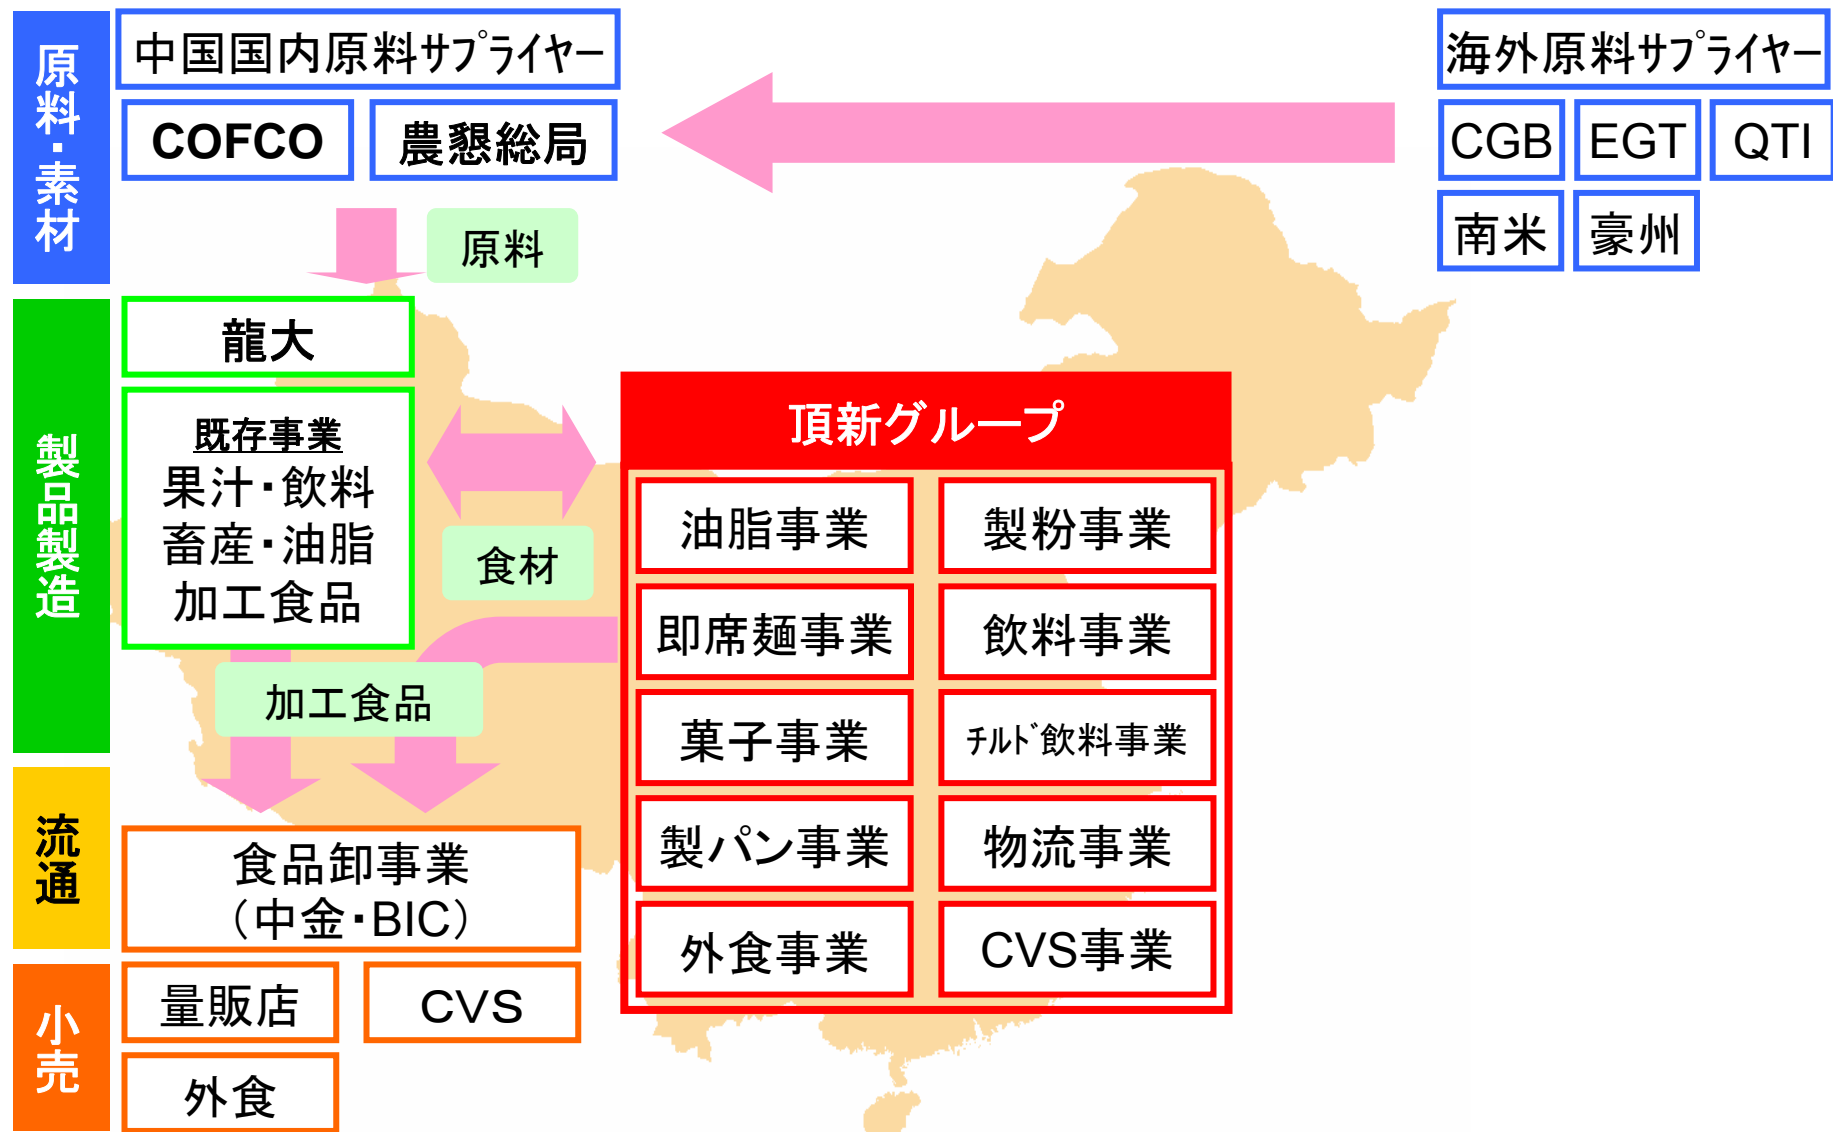 原料・素材
中国国内原料サプライヤー
COFCO
農懇総局
海外原料サプライヤー
CGB
EGT
QTI
南米
豪州
原料
製品製造
龍大
既存事業
果汁・飲料
畜産・油脂
加工食品
食材
加工食品
頂新グループ
油脂事業
製粉事業
即席麺事業
飲料事業
菓子事業
チルド飲料事業
製パン事業
物流事業
外食事業
CVS事業
流通
食品卸事業
（中金・BIC）
小売
量販店
CVS
外食